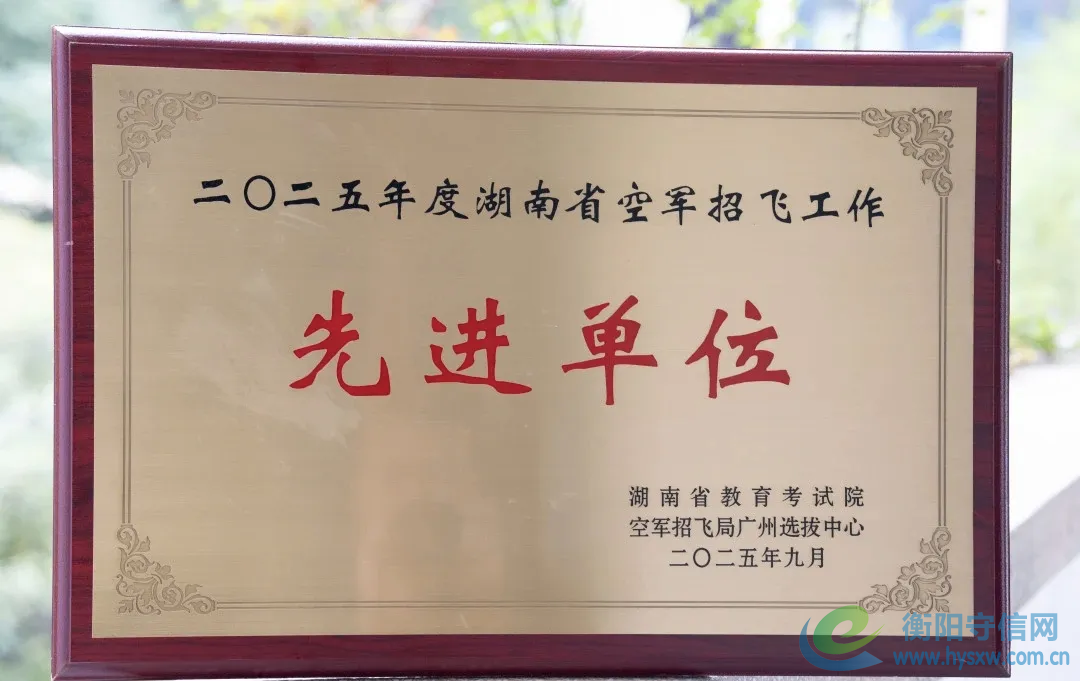 二〇二五年度湖南省空军招飞工作
先进单位
湖南省教育考试院
空军招飞局广州选拔中心
二〇二五年九月
衡阳守信网
www.hysxw.com.cn